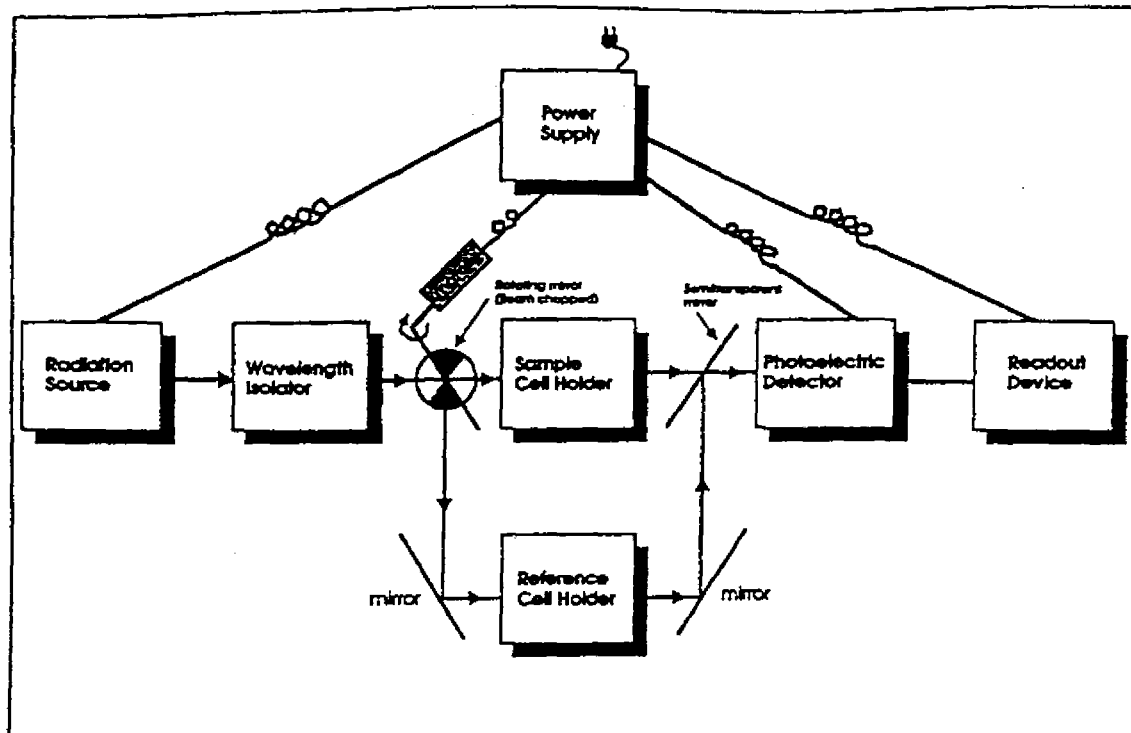 Power
Supply
Rotating mirror
(Beam chopped)
Semitransparent
mirror
Radiation
Source
Wavelength
Isolator
Sample
Cell Holder
Photoelectric
Detector
Readout
Device
mirror
Reference
Cell Holder
mirror